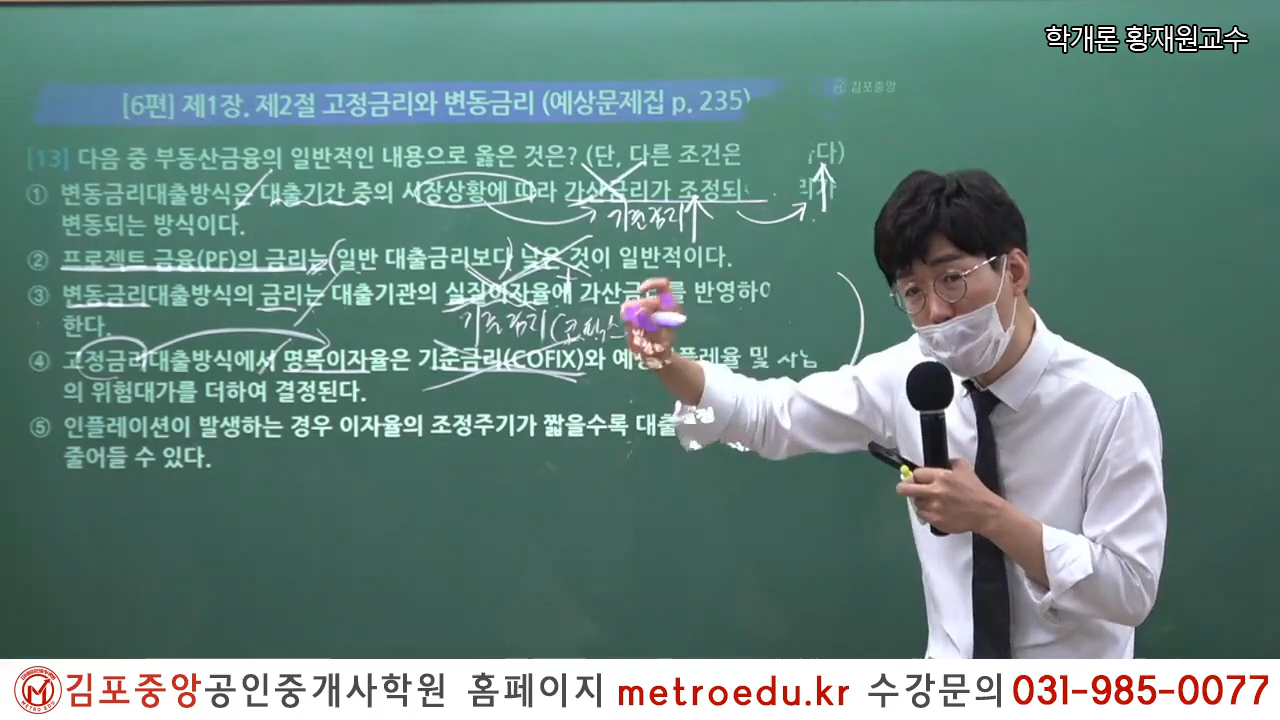 학개론 황재원교수
김포중앙
[6편] 제1장. 제2절 고정금리와 변동금리 (예상문제집 p. 235)
[13] 다음 중 부동산금융의 일반적인 내용으로 옳은 것은? (단, 다른 조건은 다)
① 변동금리대출방식은 대출기간 중의 시장상황에 따라 가산금리가 조정되
기준금리
변동되는 방식이다.
② 프로젝트 금융(PF)의 금리는 일반 대출금리보다 낮은 것이 일반적이다.
③ 변동금리대출방식의 금리는 대출기관의 실질이자율에 가산금리를 반영하여
기준금리(코픽스
한다.
④ 고정금리대출방식에서 명목이자율은 기준금리(COFIX)와 예상인플레율 및
의 위험대가를 더하여 결정된다.
⑤ 인플레이션이 발생하는 경우 이자율의 조정주기가 짧을수록 대출
줄어들 수 있다.
METRO EDU
김포중앙공인중개사학원 홈페이지 metroedu.kr 수강문의 031-985-0077